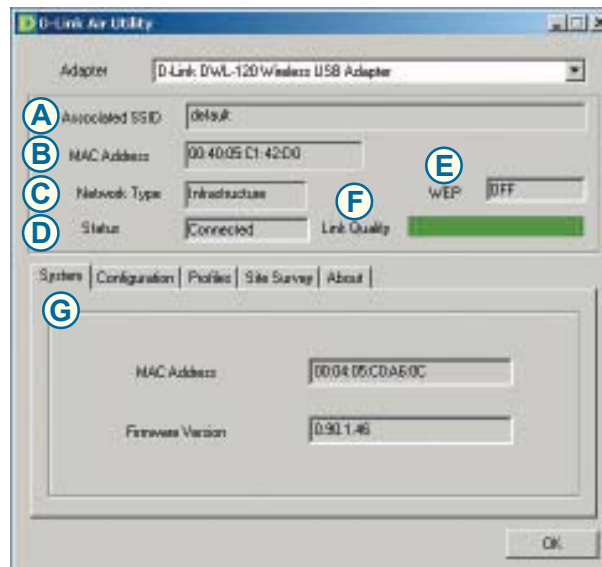 D-Link Air Utility
Adapter D-Link DWL-120 Wireless USB Adapter
A Associated SSID default
B MAC Address 00:40:05:C1:42:D0
E
C Network Type Infrastructure F WEP OFF
D Status Connected Link Quality
System Configuration Profiles Site Survey About
G
MAC Address 00:04:05:CD:A6:0C
Firmware Version 0.90.1.46
OK